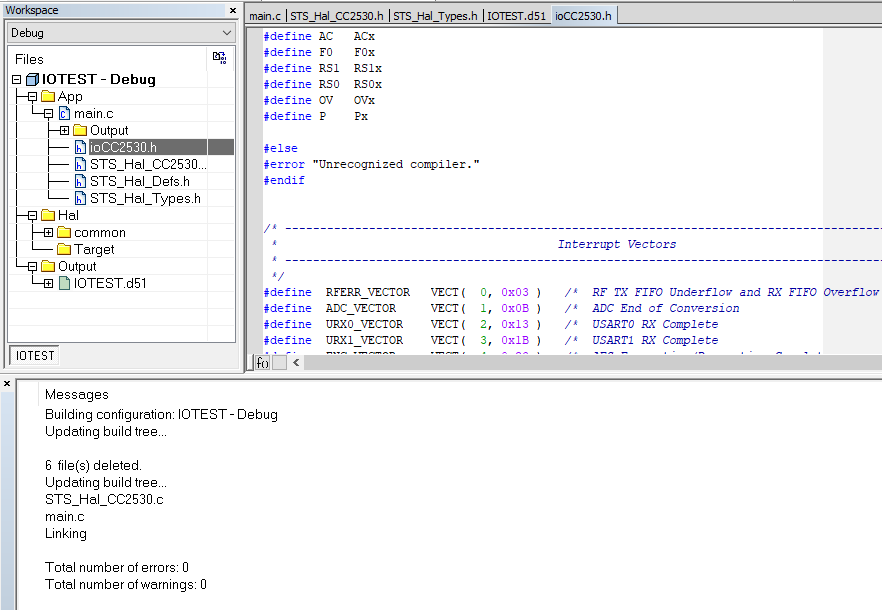 Workspace
Debug
Files
IOTEST - Debug
App
main.c
Output
ioCC2530.h
STS_Hal_CC2530...
STS_Hal_Defs.h
STS_Hal_Types.h
Hal
common
Target
Output
IOTEST.d51
IOTEST
main.c | STS_Hal_CC2530.h | STS_Hal_Types.h | IOTEST.d51 | ioCC2530.h
#define AC ACx
#define F0 F0x
#define RS1 RS1x
#define RS0 RS0x
#define OV OVx
#define P Px
#else
#error "Unrecognized compiler."
#endif
/* ------------------------------------------------------------
* Interrupt Vectors
* ------------------------------------------------------------
*/
#define RFERR_VECTOR VECT( 0, 0x03 ) /* RF TX FIFO Underflow and RX FIFO Overflow
#define ADC_VECTOR VECT( 1, 0x0B ) /* ADC End of Conversion
#define URX0_VECTOR VECT( 2, 0x13 ) /* USART0 RX Complete
#define URX1_VECTOR VECT( 3, 0x1B ) /* USART1 RX Complete
f()
Messages
Building configuration: IOTEST - Debug
Updating build tree...
6 file(s) deleted.
Updating build tree...
STS_Hal_CC2530.c
main.c
Linking
Total number of errors: 0
Total number of warnings: 0